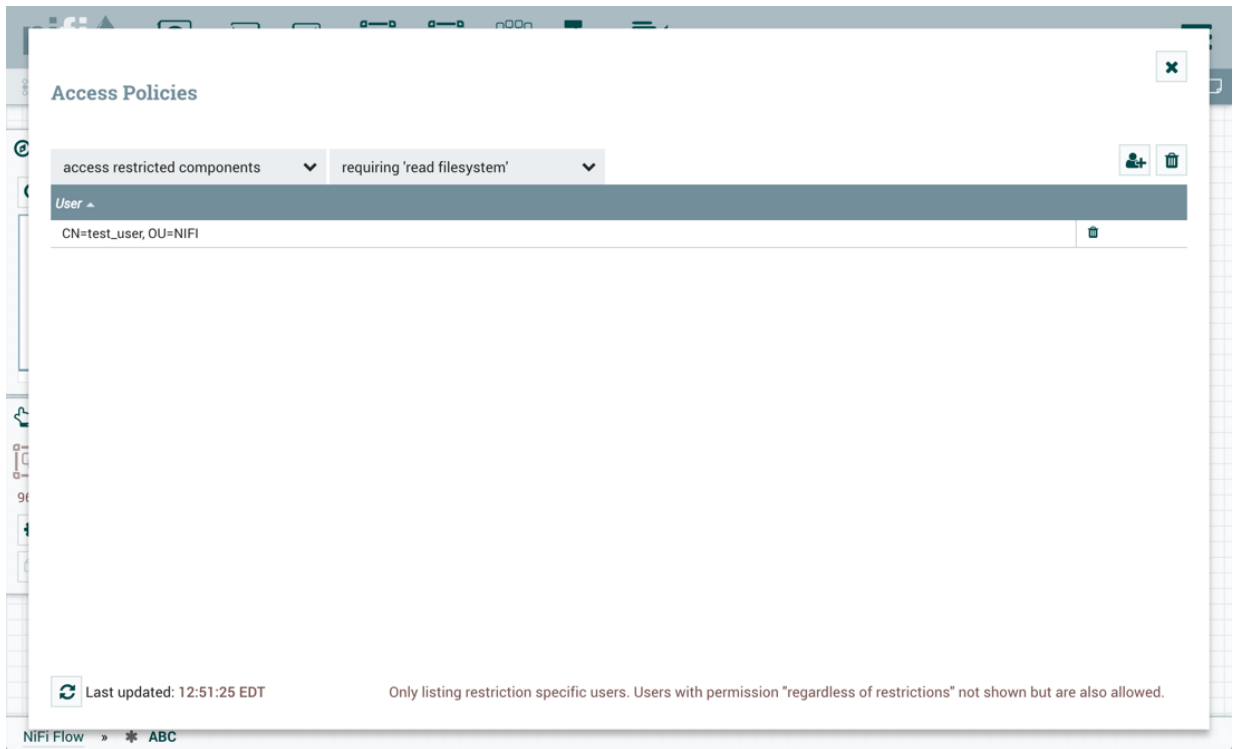 Access Policies
access restricted components requiring 'read filesystem'
User
CN=test_user, OU=NIFI
Last updated: 12:51:25 EDT Only listing restriction specific users. Users with permission "regardless of restrictions" not shown but are also allowed.
NiFi Flow » ABC